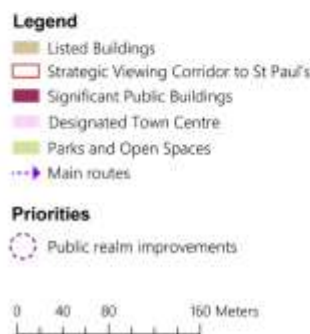 Legend
Listed Buildings
Strategic Viewing Corridor to St Paul's
Significant Public Buildings
Designated Town Centre
Parks and Open Spaces
Main routes
Priorities
Public realm improvements
0 40 80 160 Meters